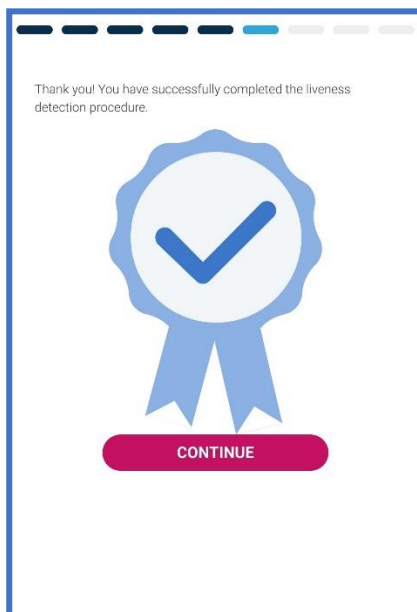 Thank you! You have successfully completed the liveness
detection procedure.
CONTINUE